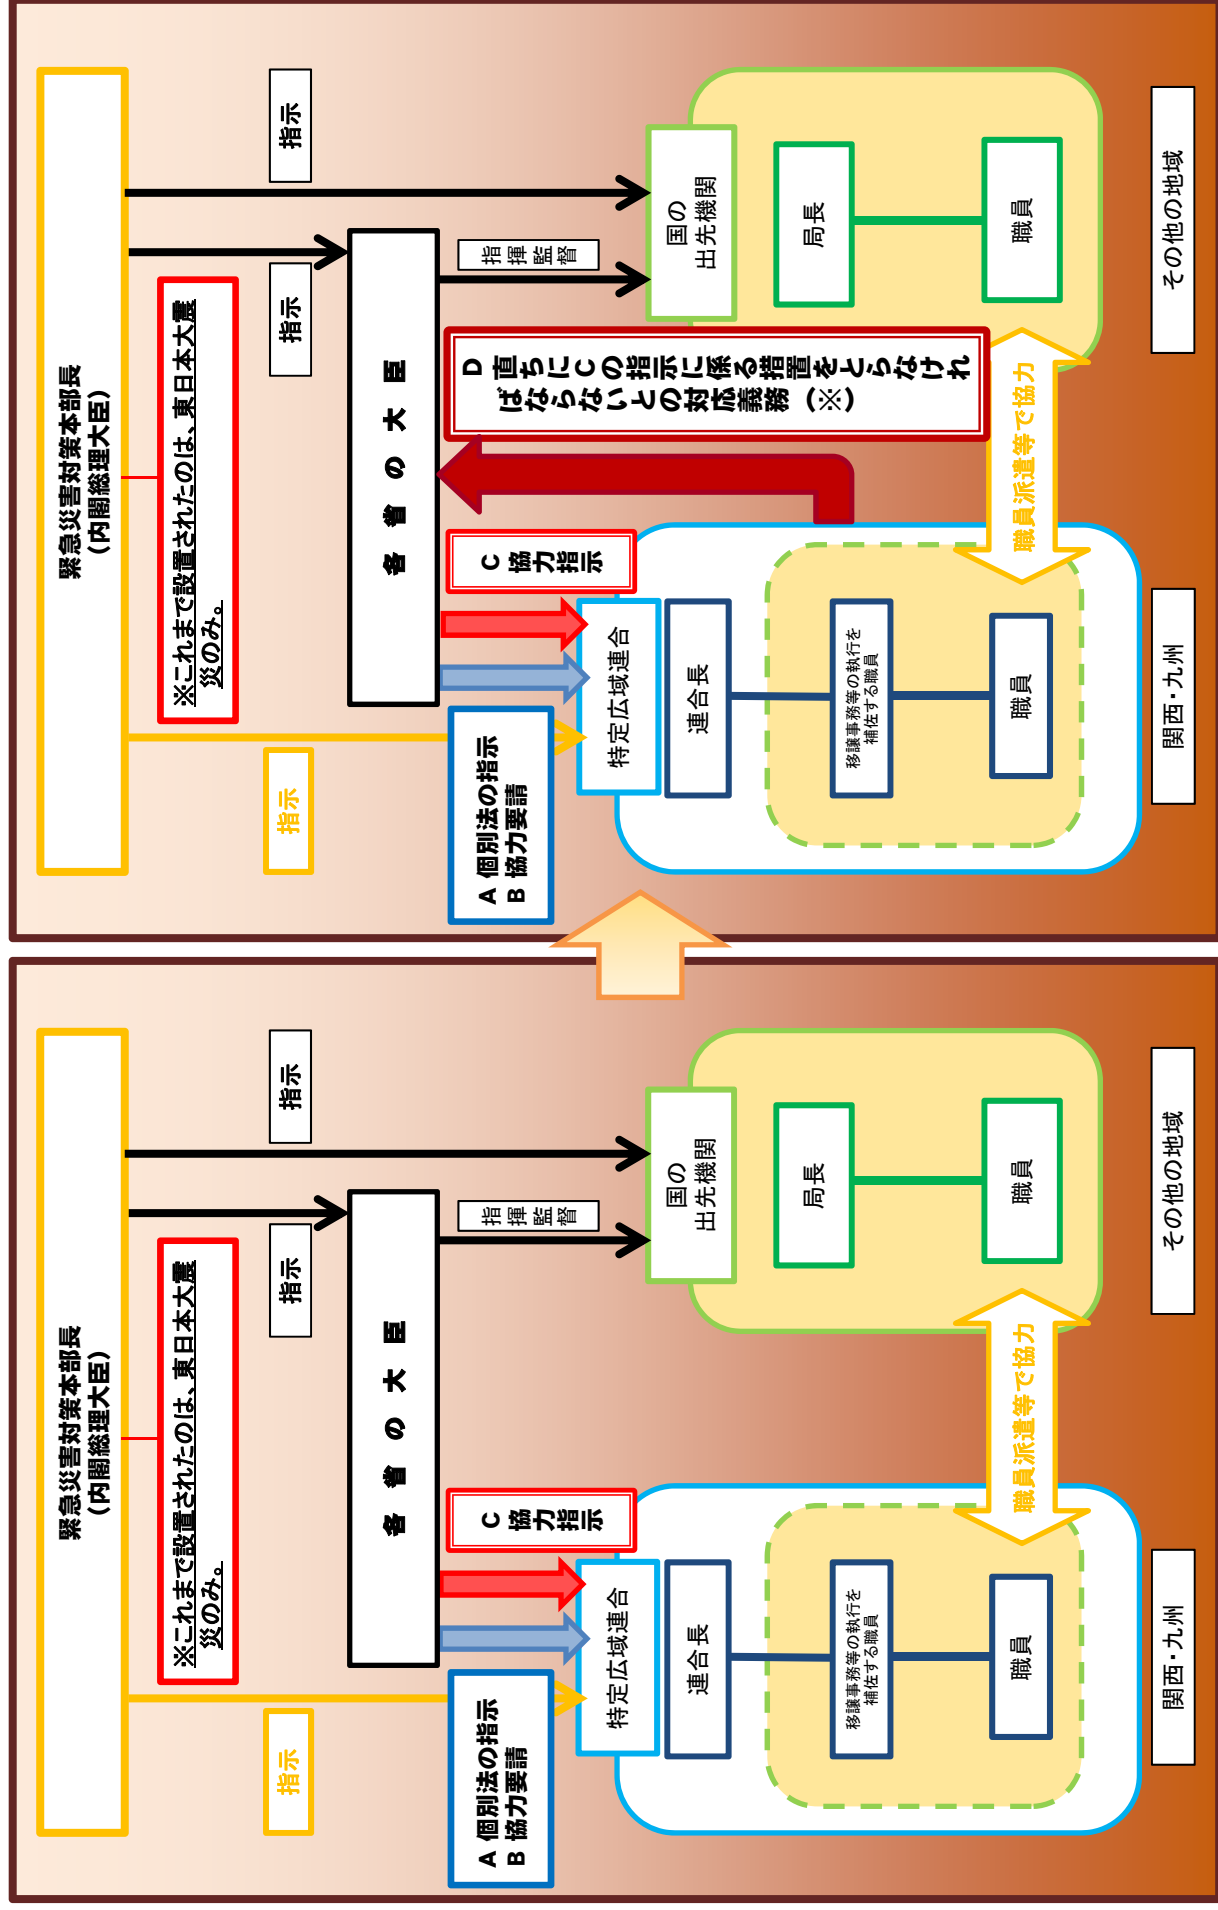 緊急災害対策本部長
（内閣総理大臣）
※これまで設置されたのは、東日本大震
災のみ。
指示
指示
指示
各省の大臣
A 個別法の指示
B 協力要請
C 協力指示
指揮監督
特定広域連合
連合長
移譲事務等の執行を
補佐する職員
職員
国の
出先機関
局長
職員
職員派遣等で協力
関西・九州
その他の地域
緊急災害対策本部長
（内閣総理大臣）
※これまで設置されたのは、東日本大震
災のみ。
指示
指示
指示
各省の大臣
A 個別法の指示
B 協力要請
C 協力指示
D 直ちにCの指示に係る措置をとらなけれ
ばならないとの対応義務（※）
指揮監督
特定広域連合
連合長
移譲事務等の執行を
補佐する職員
職員
国の
出先機関
局長
職員
職員派遣等で協力
関西・九州
その他の地域